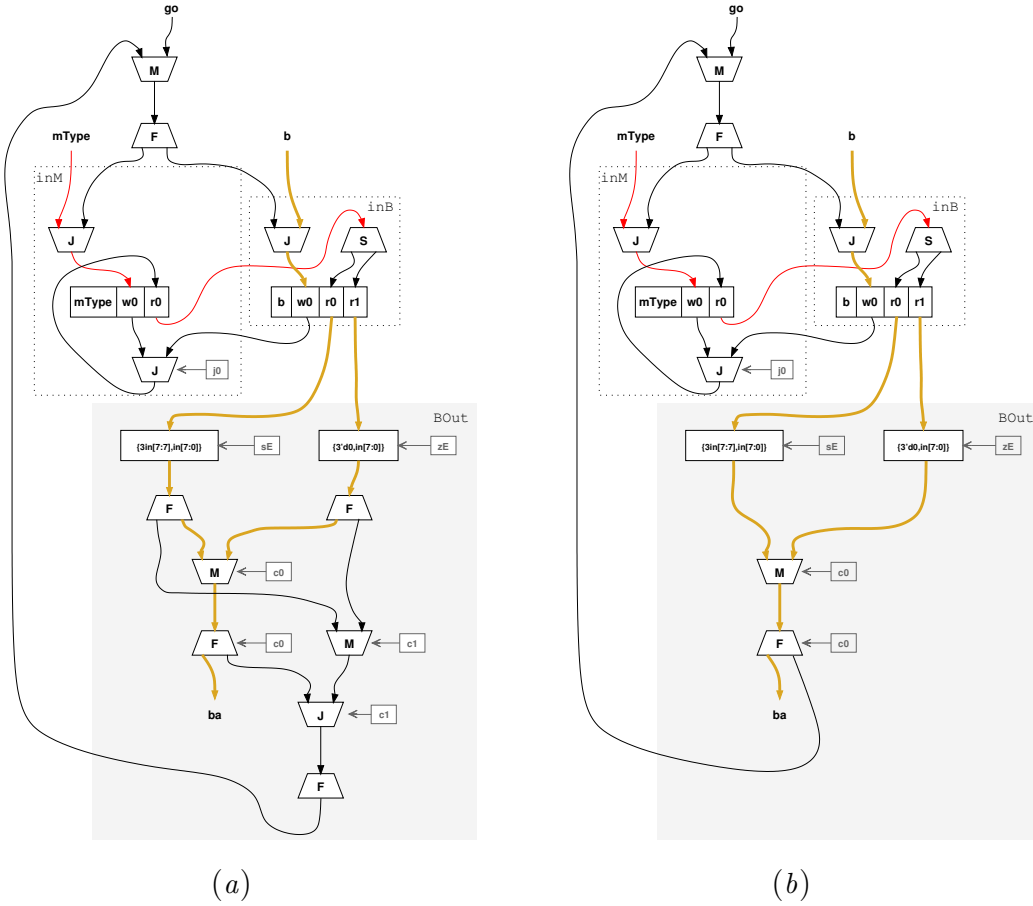 go
M
F
mType
b
inM
inB
J
J
S
mType w0 r0
b w0 r0 r1
J
j0
BOut
{3in[7:7],in[7:0]}
sE
{3'd0,in[7:0]}
zE
F
F
M
c0
F
c0
M
c1
ba
J
c1
F
(a)
go
M
F
mType
b
inM
inB
J
J
S
mType w0 r0
b w0 r0 r1
J
j0
BOut
{3in[7:7],in[7:0]}
sE
{3'd0,in[7:0]}
zE
M
c0
F
c0
ba
(b)